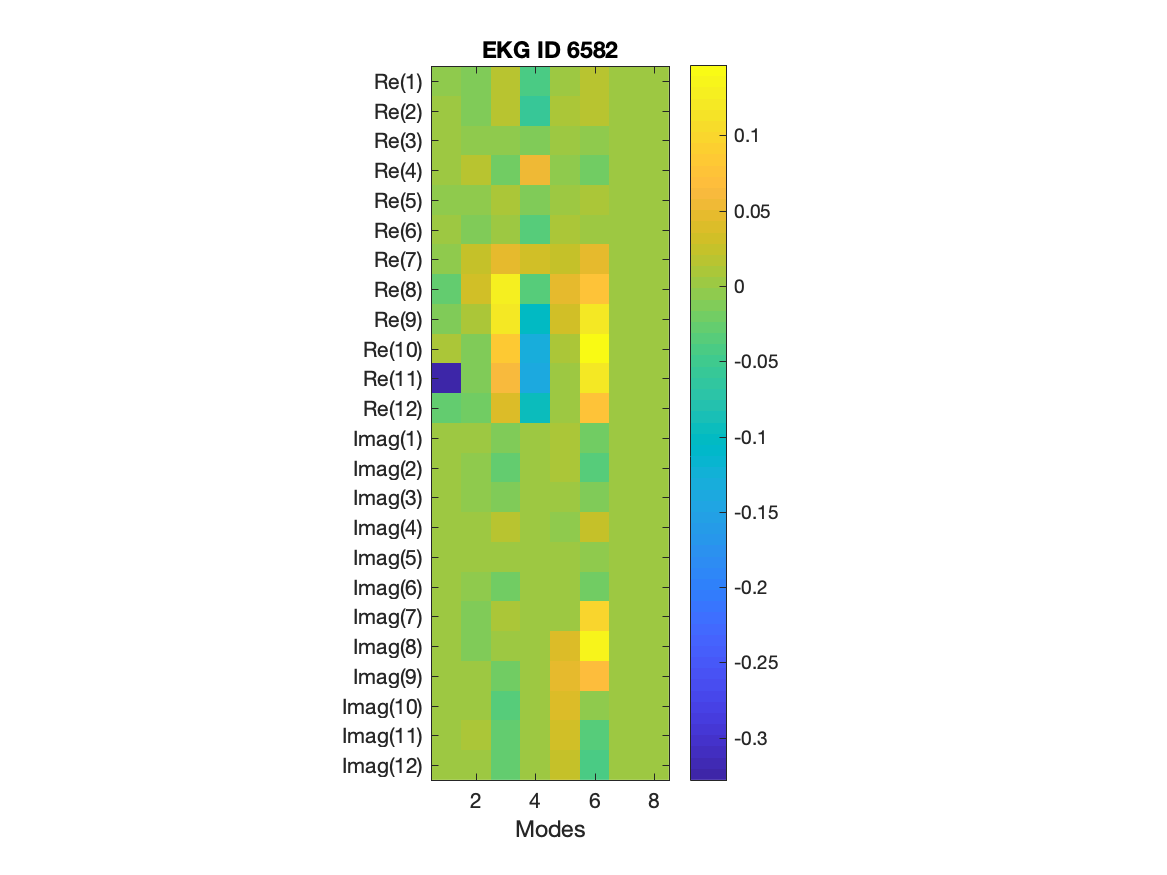 EKG ID 6582
Re(1)
Re(2)
Re(3)
Re(4)
Re(5)
Re(6)
Re(7)
Re(8)
Re(9)
Re(10)
Re(11)
Re(12)
Imag(1)
Imag(2)
Imag(3)
Imag(4)
Imag(5)
Imag(6)
Imag(7)
Imag(8)
Imag(9)
Imag(10)
Imag(11)
Imag(12)
2 4 6 8
Modes
0.1
0.05
0
-0.05
-0.1
-0.15
-0.2
-0.25
-0.3